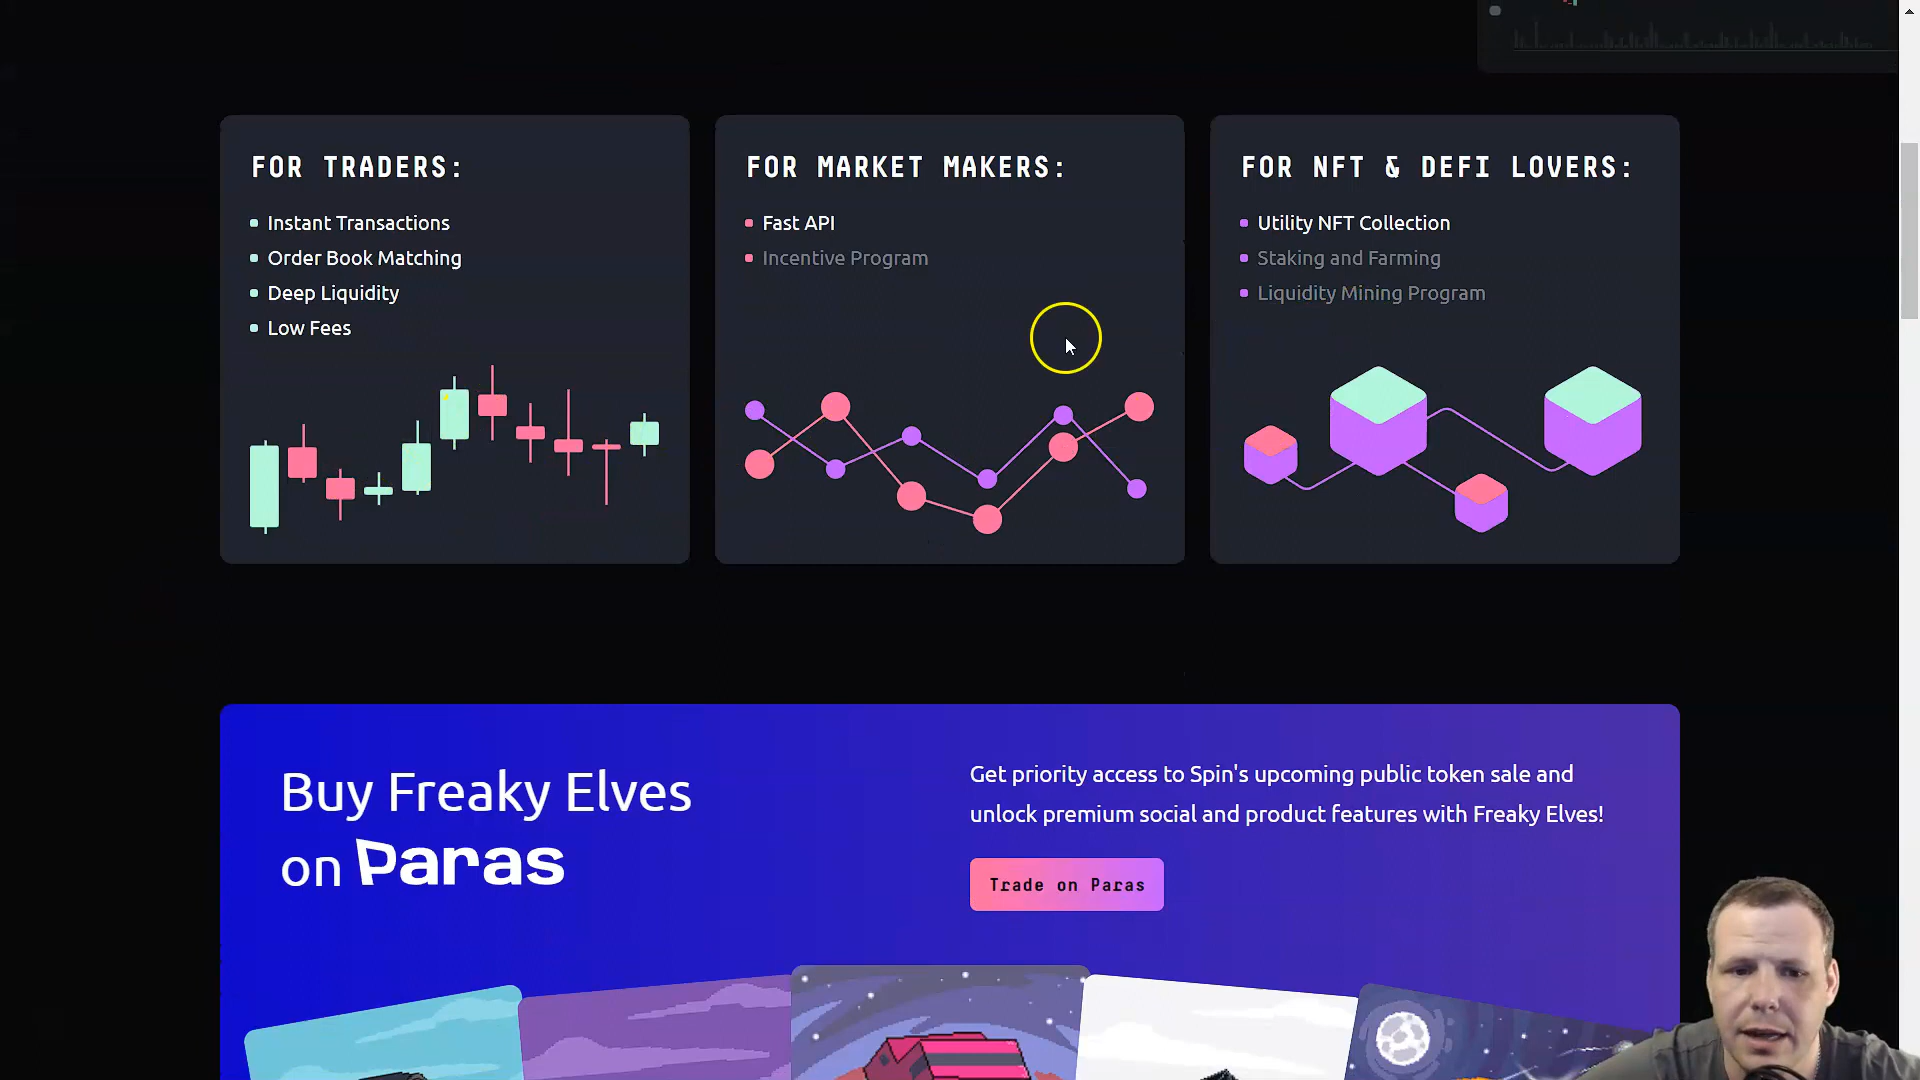 FOR TRADERS:
Instant Transactions
Order Book Matching
Deep Liquidity
Low Fees
FOR MARKET MAKERS:
Fast API
Incentive Program
FOR NFT & DEFI LOVERS:
Utility NFT Collection
Staking and Farming
Liquidity Mining Program
Buy Freaky Elves
on Paras
Get priority access to Spin's upcoming public token sale and
unlock premium social and product features with Freaky Elves!
Trade on Paras